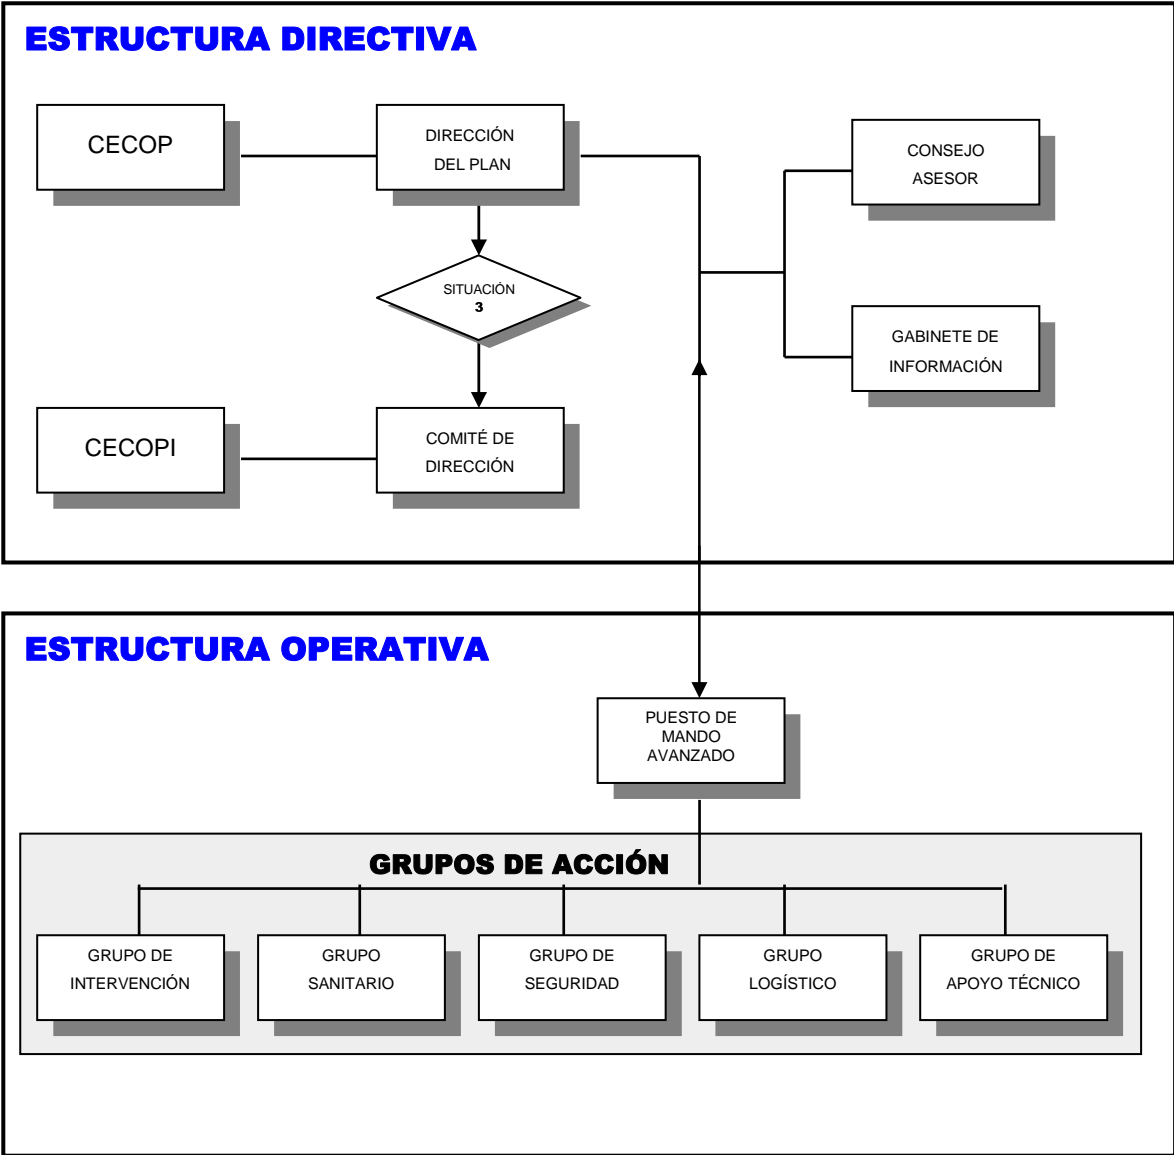 ESTRUCTURA DIRECTIVA
CECOP
DIRECCIÓN
DEL PLAN
CONSEJO
ASESOR
SITUACIÓN
3
GABINETE DE
INFORMACIÓN
CECOPI
COMITÉ DE
DIRECCIÓN
ESTRUCTURA OPERATIVA
PUESTO DE
MANDO
AVANZADO
GRUPOS DE ACCIÓN
GRUPO DE
INTERVENCIÓN
GRUPO
SANITARIO
GRUPO DE
SEGURIDAD
GRUPO
LOGÍSTICO
GRUPO DE
APOYO TÉCNICO